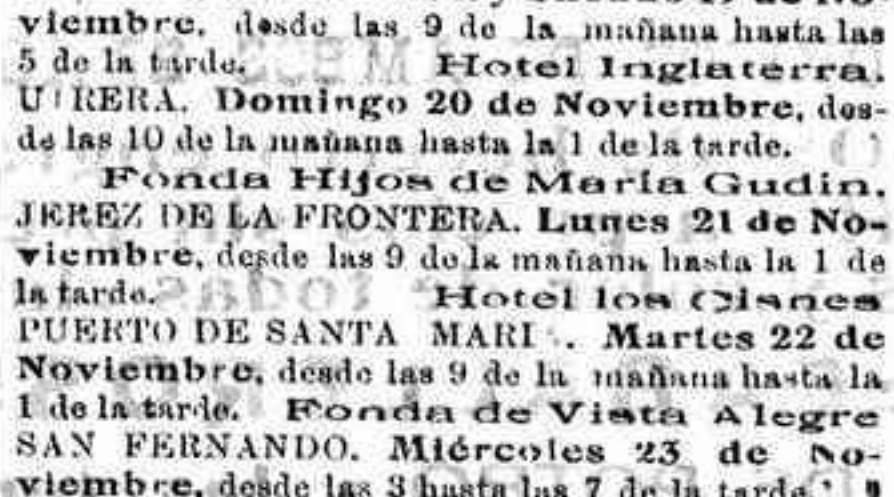 viembre, desde las 9 de la mañana hasta las
5 de la tarde. Hotel Inglaterra.
UTRERA. Domingo 20 de Noviembre, des-
de las 10 de la mañana hasta la 1 de la tarde.
Fonda Hijos de María Gudin.
JEREZ DE LA FRONTERA. Lunes 21 de No-
viembre, desde las 9 de la mañana hasta la 1 de
la tarde. Hotel los Cisnes
PUERTO DE SANTA MARI . Martes 22 de
Noviembre, desde las 9 de la mañana hasta la
1 de la tarde. Fonda de Vista Alegre
SAN FERNANDO. Miércoles 23 de No-
viembre, desde las 3 hasta las 7 de la tarde